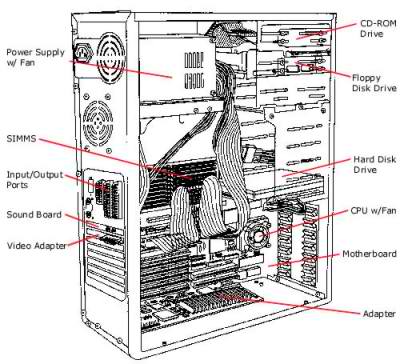 Power Supply
w/ Fan
SIMMS
Input/Output
Ports
Sound Board
Video Adapter
CD-ROM
Drive
Floppy
Disk Drive
Hard Disk
Drive
CPU w/Fan
Motherboard
Adapter